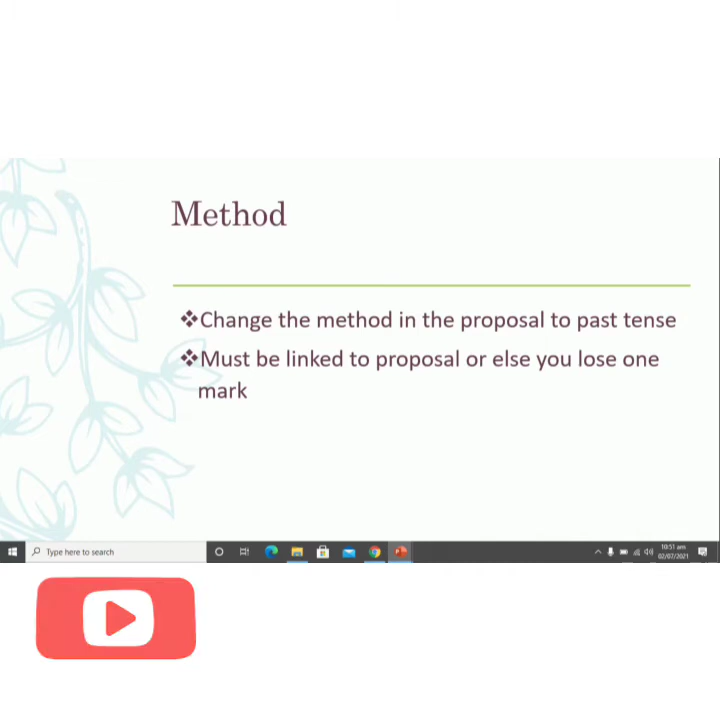 Method
❖Change the method in the proposal to past tense
❖Must be linked to proposal or else you lose one
mark
Type here to search
10:51 am
02/07/2021